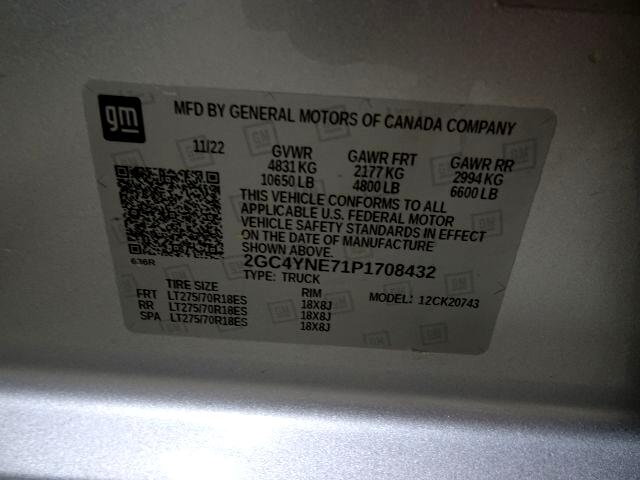 gm
MFD BY GENERAL MOTORS OF CANADA COMPANY
11/22 GVWR GAWR FRT GAWR RR
4831 KG 2177 KG 2994 KG
10650 LB 4800 LB 6600 LB
THIS VEHICLE CONFORMS TO ALL
APPLICABLE U.S. FEDERAL MOTOR
VEHICLE SAFETY STANDARDS IN EFFECT
ON THE DATE OF MANUFACTURE
SHOWN ABOVE.
636R
2GC4YNE71P1708432
TYPE: TRUCK
TIRE SIZE RIM MODEL: 12CK20743
FRT LT275/70R18ES 18X8J
RR LT275/70R18ES 18X8J
SPA LT275/70R18ES 18X8J